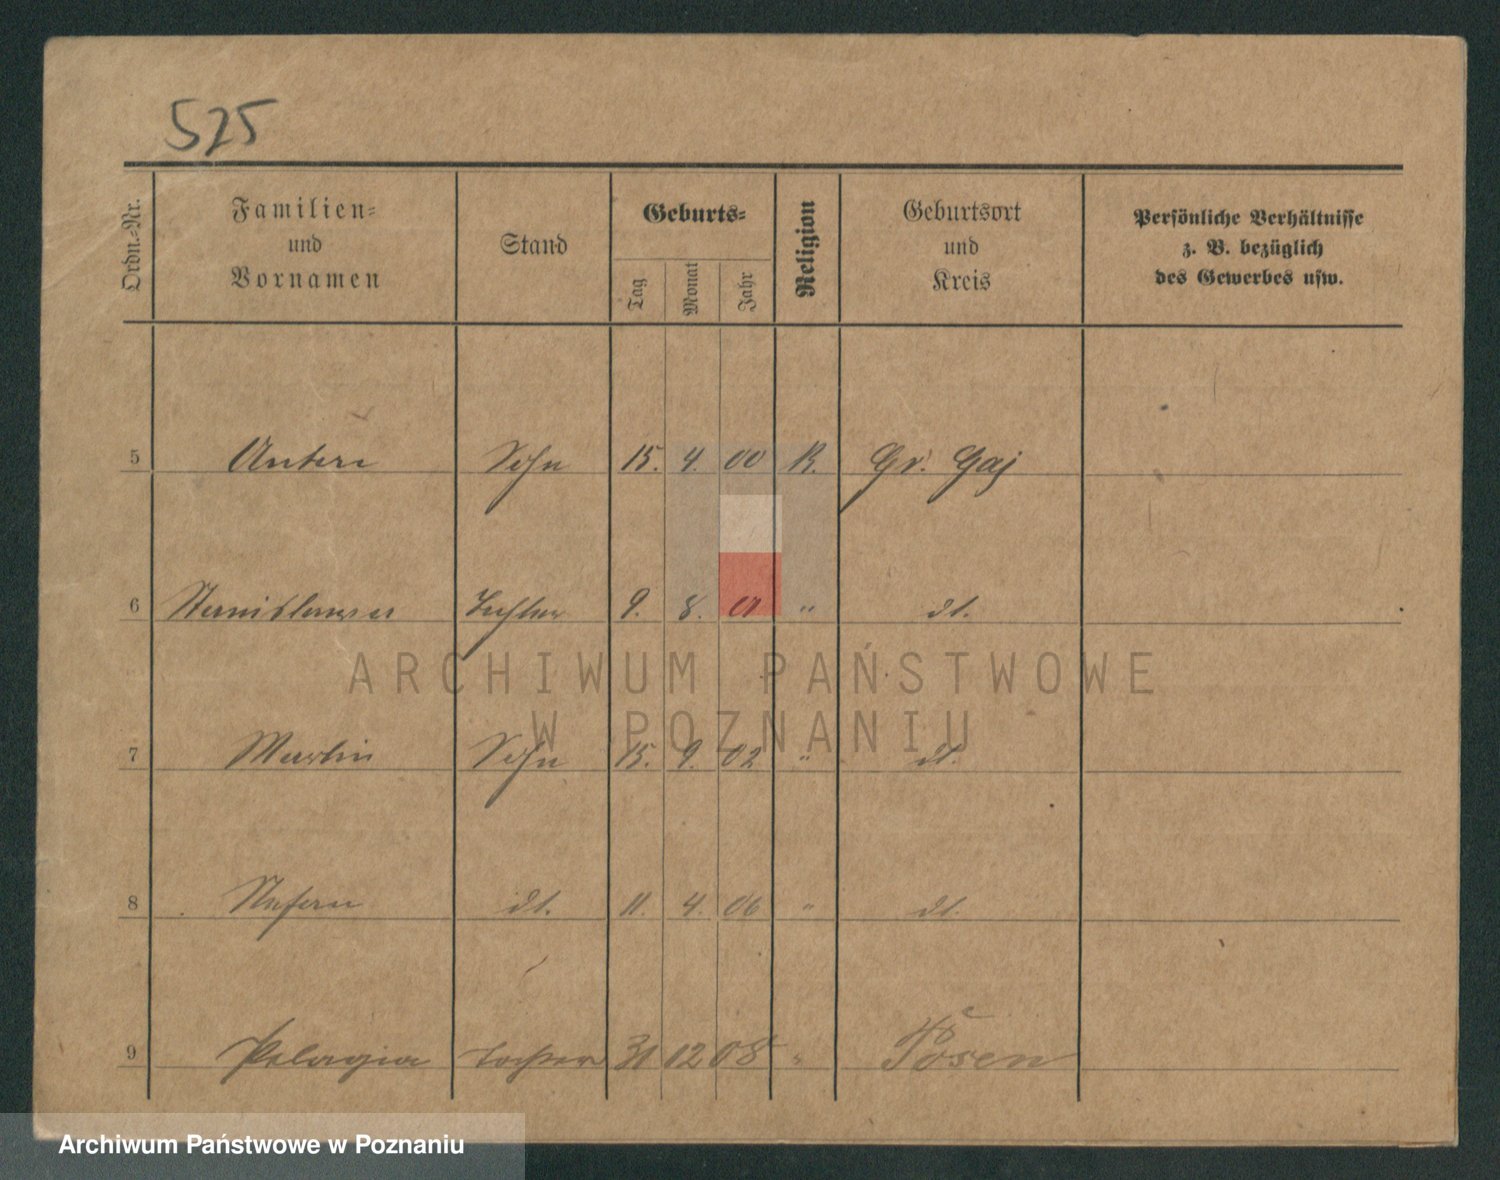 525
Ordn.-Nr.
Familien-
und
Vornamen
Stand
Geburts-
Tag
Monat
Jahr
Religion
Geburtsort
und
Kreis
Persönliche Verhältnisse
z. B. bezüglich
des Gewerbes usw.
5 Sohn 15. 4. 00 K. Gr. Gaj
6 Stanislawa Tochter 9. 8. 01 " dt.
ARCHIWUM PAŃSTWOWE
W POZNANIU
7 Martin Sohn 15. 9. 02 " dt.
8 Stefan dt. 11. 4. 06 " dt.
9 Pelagia Tochter 31 12 08 " Posen
Archiwum Państwowe w Poznaniu